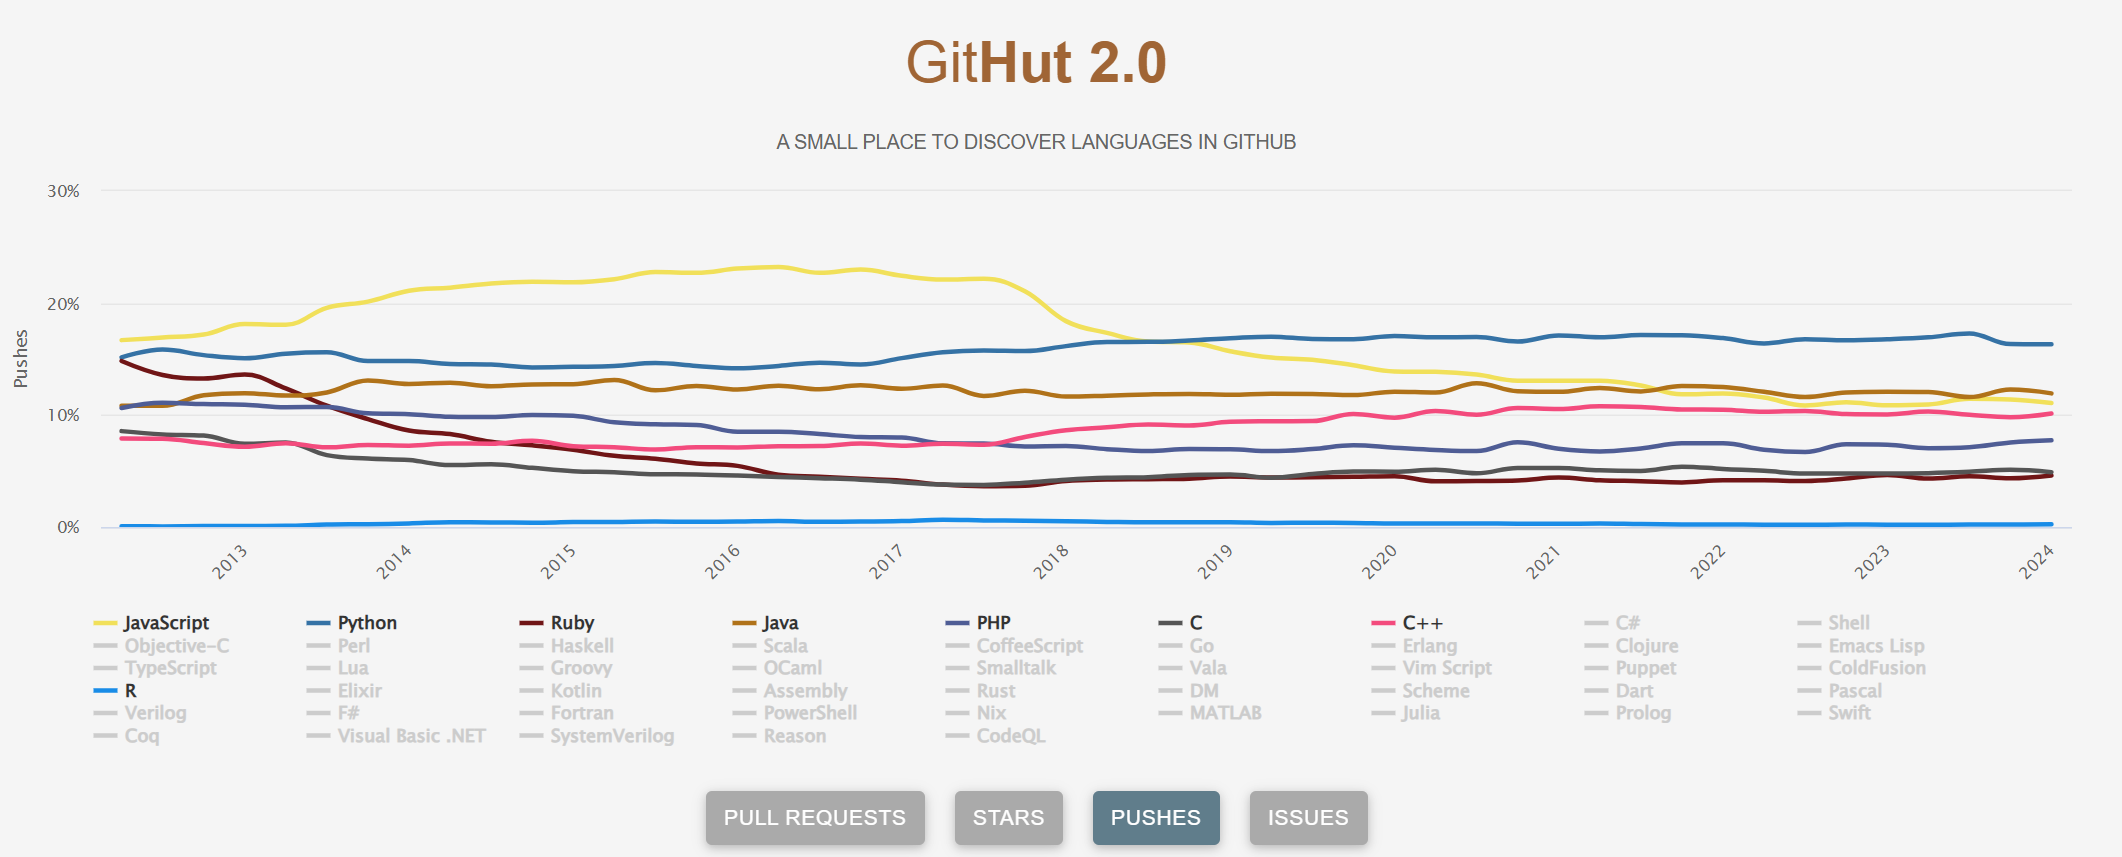 GitHut 2.0
A SMALL PLACE TO DISCOVER LANGUAGES IN GITHUB
30%
20%
10%
0%
Pushes
2013 2014 2015 2016 2017 2018 2019 2020 2021 2022 2023 2024
JavaScript Python Ruby Java PHP C C++ C# Shell
Objective-C Perl Haskell Scala CoffeeScript Go Erlang Clojure Emacs Lisp
TypeScript Lua Groovy OCaml Smalltalk Vala Vim Script Puppet ColdFusion
R Elixir Kotlin Assembly Rust DM Scheme Dart Pascal
Verilog F# Fortran PowerShell Nix MATLAB Julia Prolog Swift
Coq Visual Basic .NET SystemVerilog Reason CodeQL
PULL REQUESTS STARS PUSHES ISSUES